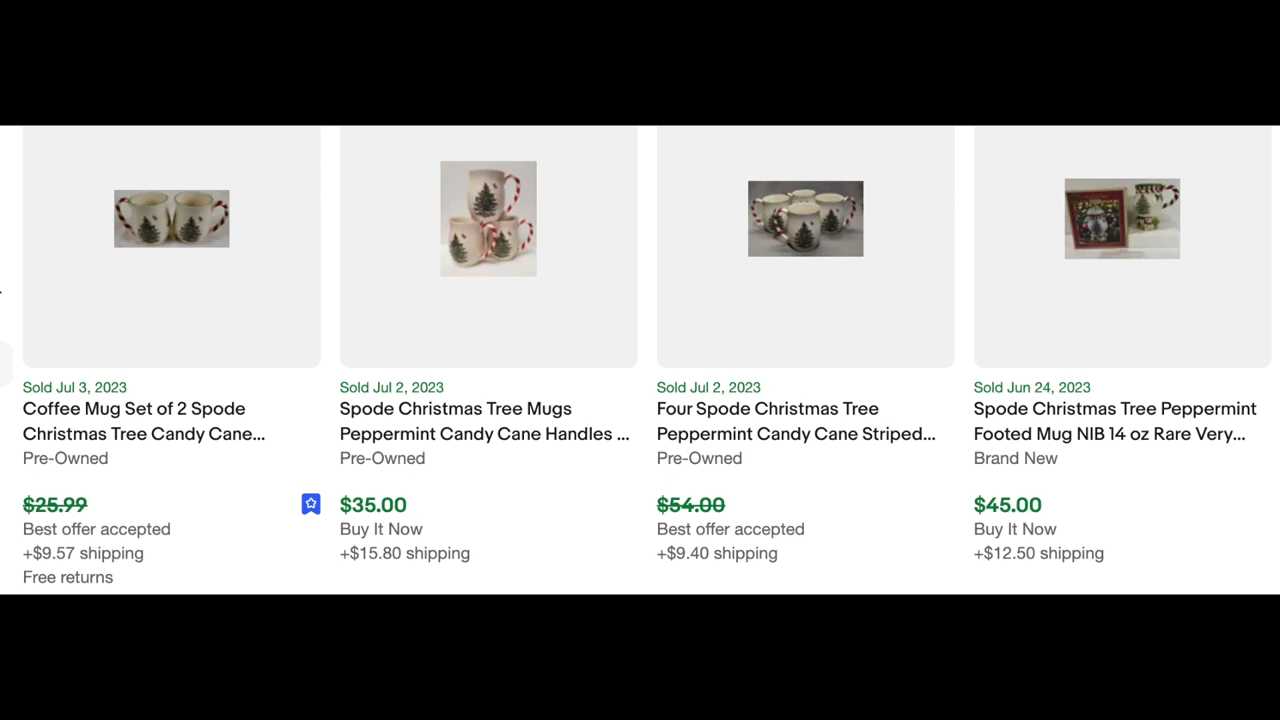 Sold Jul 3, 2023
Coffee Mug Set of 2 Spode
Christmas Tree Candy Cane...
Pre-Owned
$25.99
Best offer accepted
+$9.57 shipping
Free returns
Sold Jul 2, 2023
Spode Christmas Tree Mugs
Peppermint Candy Cane Handles ...
Pre-Owned
$35.00
Buy It Now
+$15.80 shipping
Sold Jul 2, 2023
Four Spode Christmas Tree
Peppermint Candy Cane Striped...
Pre-Owned
$54.00
Best offer accepted
+$9.40 shipping
Sold Jun 24, 2023
Spode Christmas Tree Peppermint
Footed Mug NIB 14 oz Rare Very...
Brand New
$45.00
Buy It Now
+$12.50 shipping